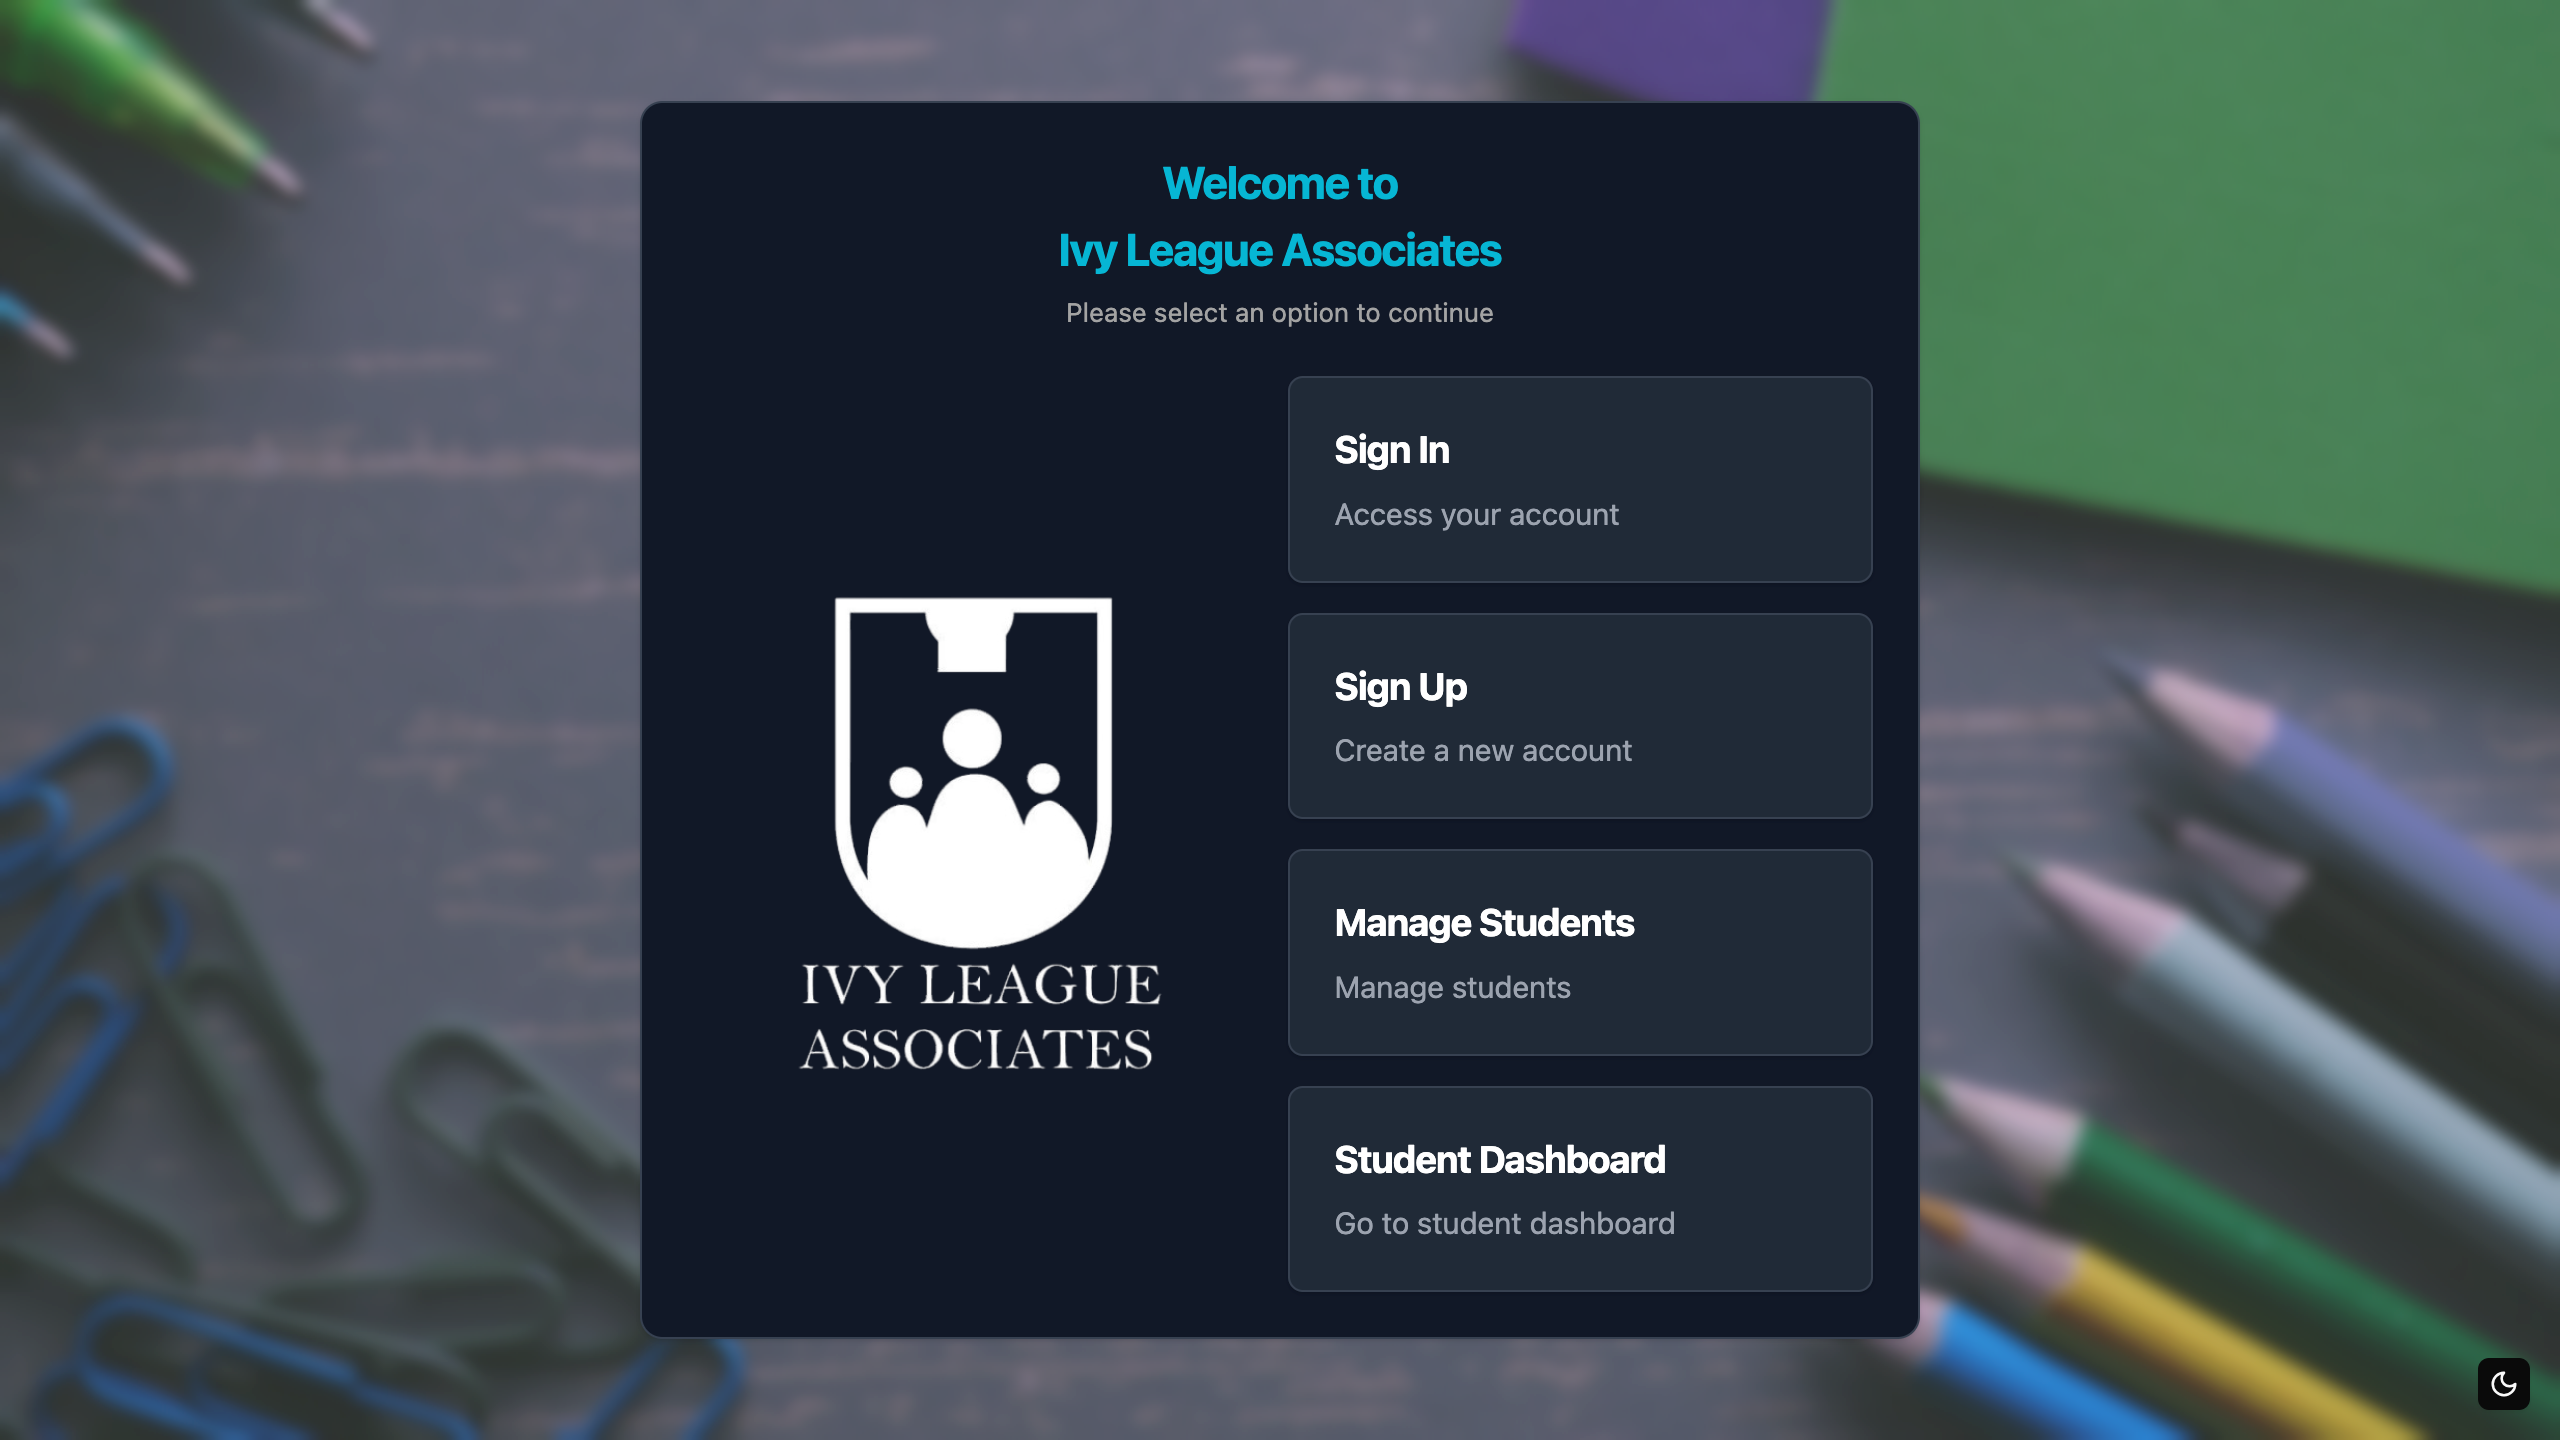 Welcome to
Ivy League Associates
Please select an option to continue
IVY LEAGUE
ASSOCIATES
Sign In
Access your account
Sign Up
Create a new account
Manage Students
Manage students
Student Dashboard
Go to student dashboard